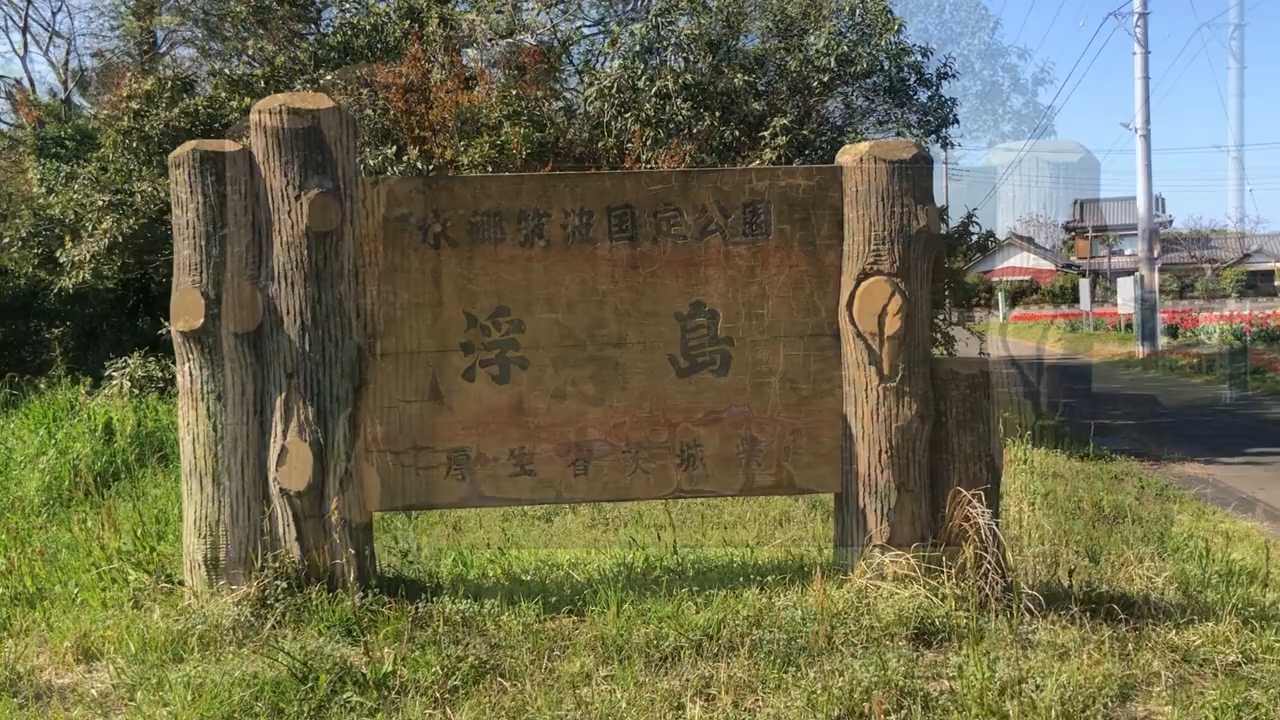 水郷筑波国定公園
浮島
厚生省茨城県